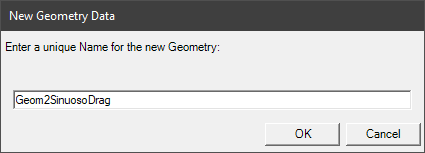 New Geometry Data
Enter a unique Name for the new Geometry:
Geom2SinuosoDrag
OK
Cancel